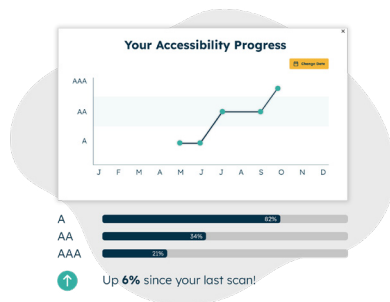 ×
Your Accessibility Progress
Change Date
AAA
AA
A
J F M A M J J A S O N D
A 82%
AA 34%
AAA 21%
Up 6% since your last scan!